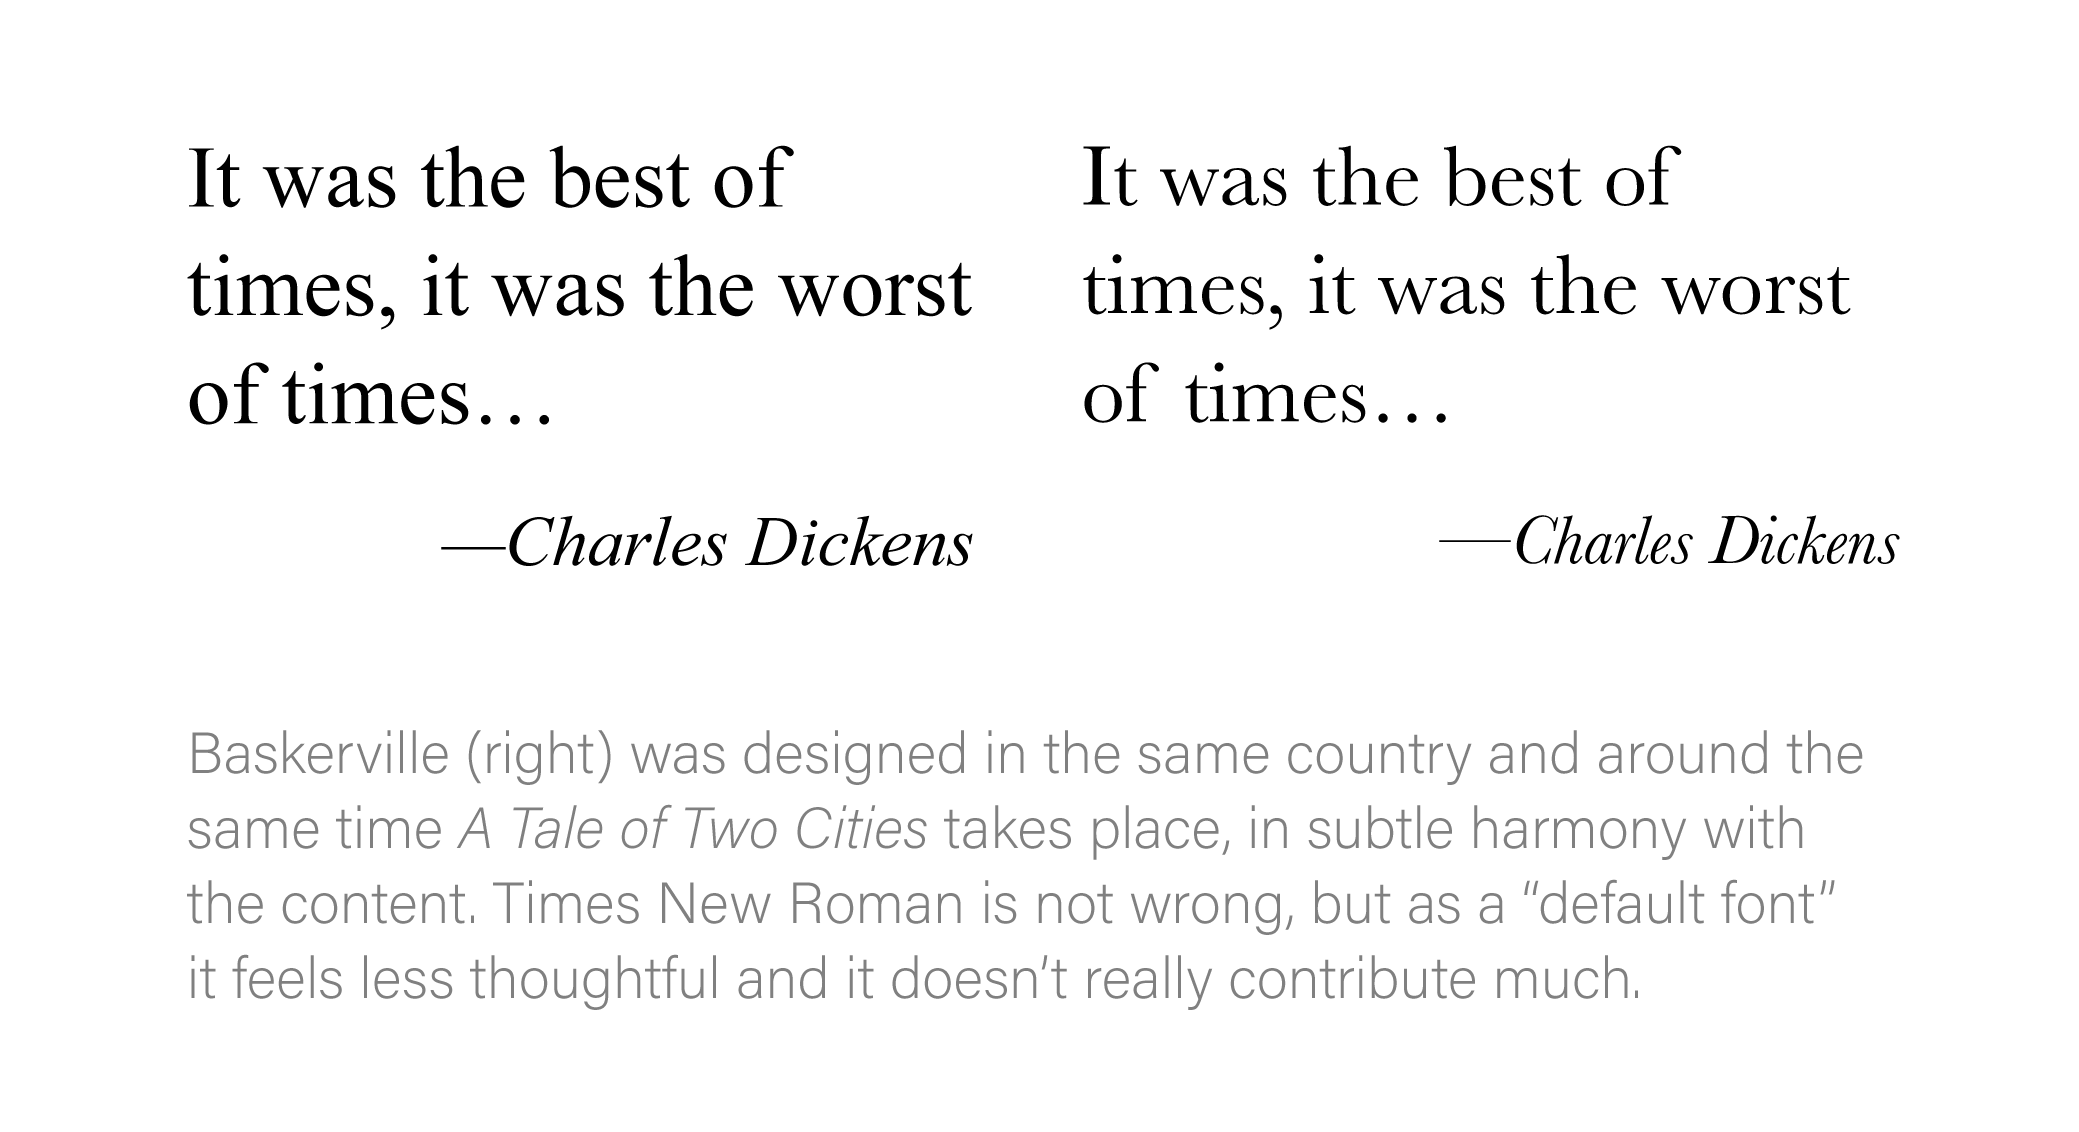 It was the best of
times, it was the worst
of times…
—Charles Dickens
It was the best of
times, it was the worst
of times…
—Charles Dickens
Baskerville (right) was designed in the same country and around the
same time A Tale of Two Cities takes place, in subtle harmony with
the content. Times New Roman is not wrong, but as a “default font”
it feels less thoughtful and it doesn’t really contribute much.